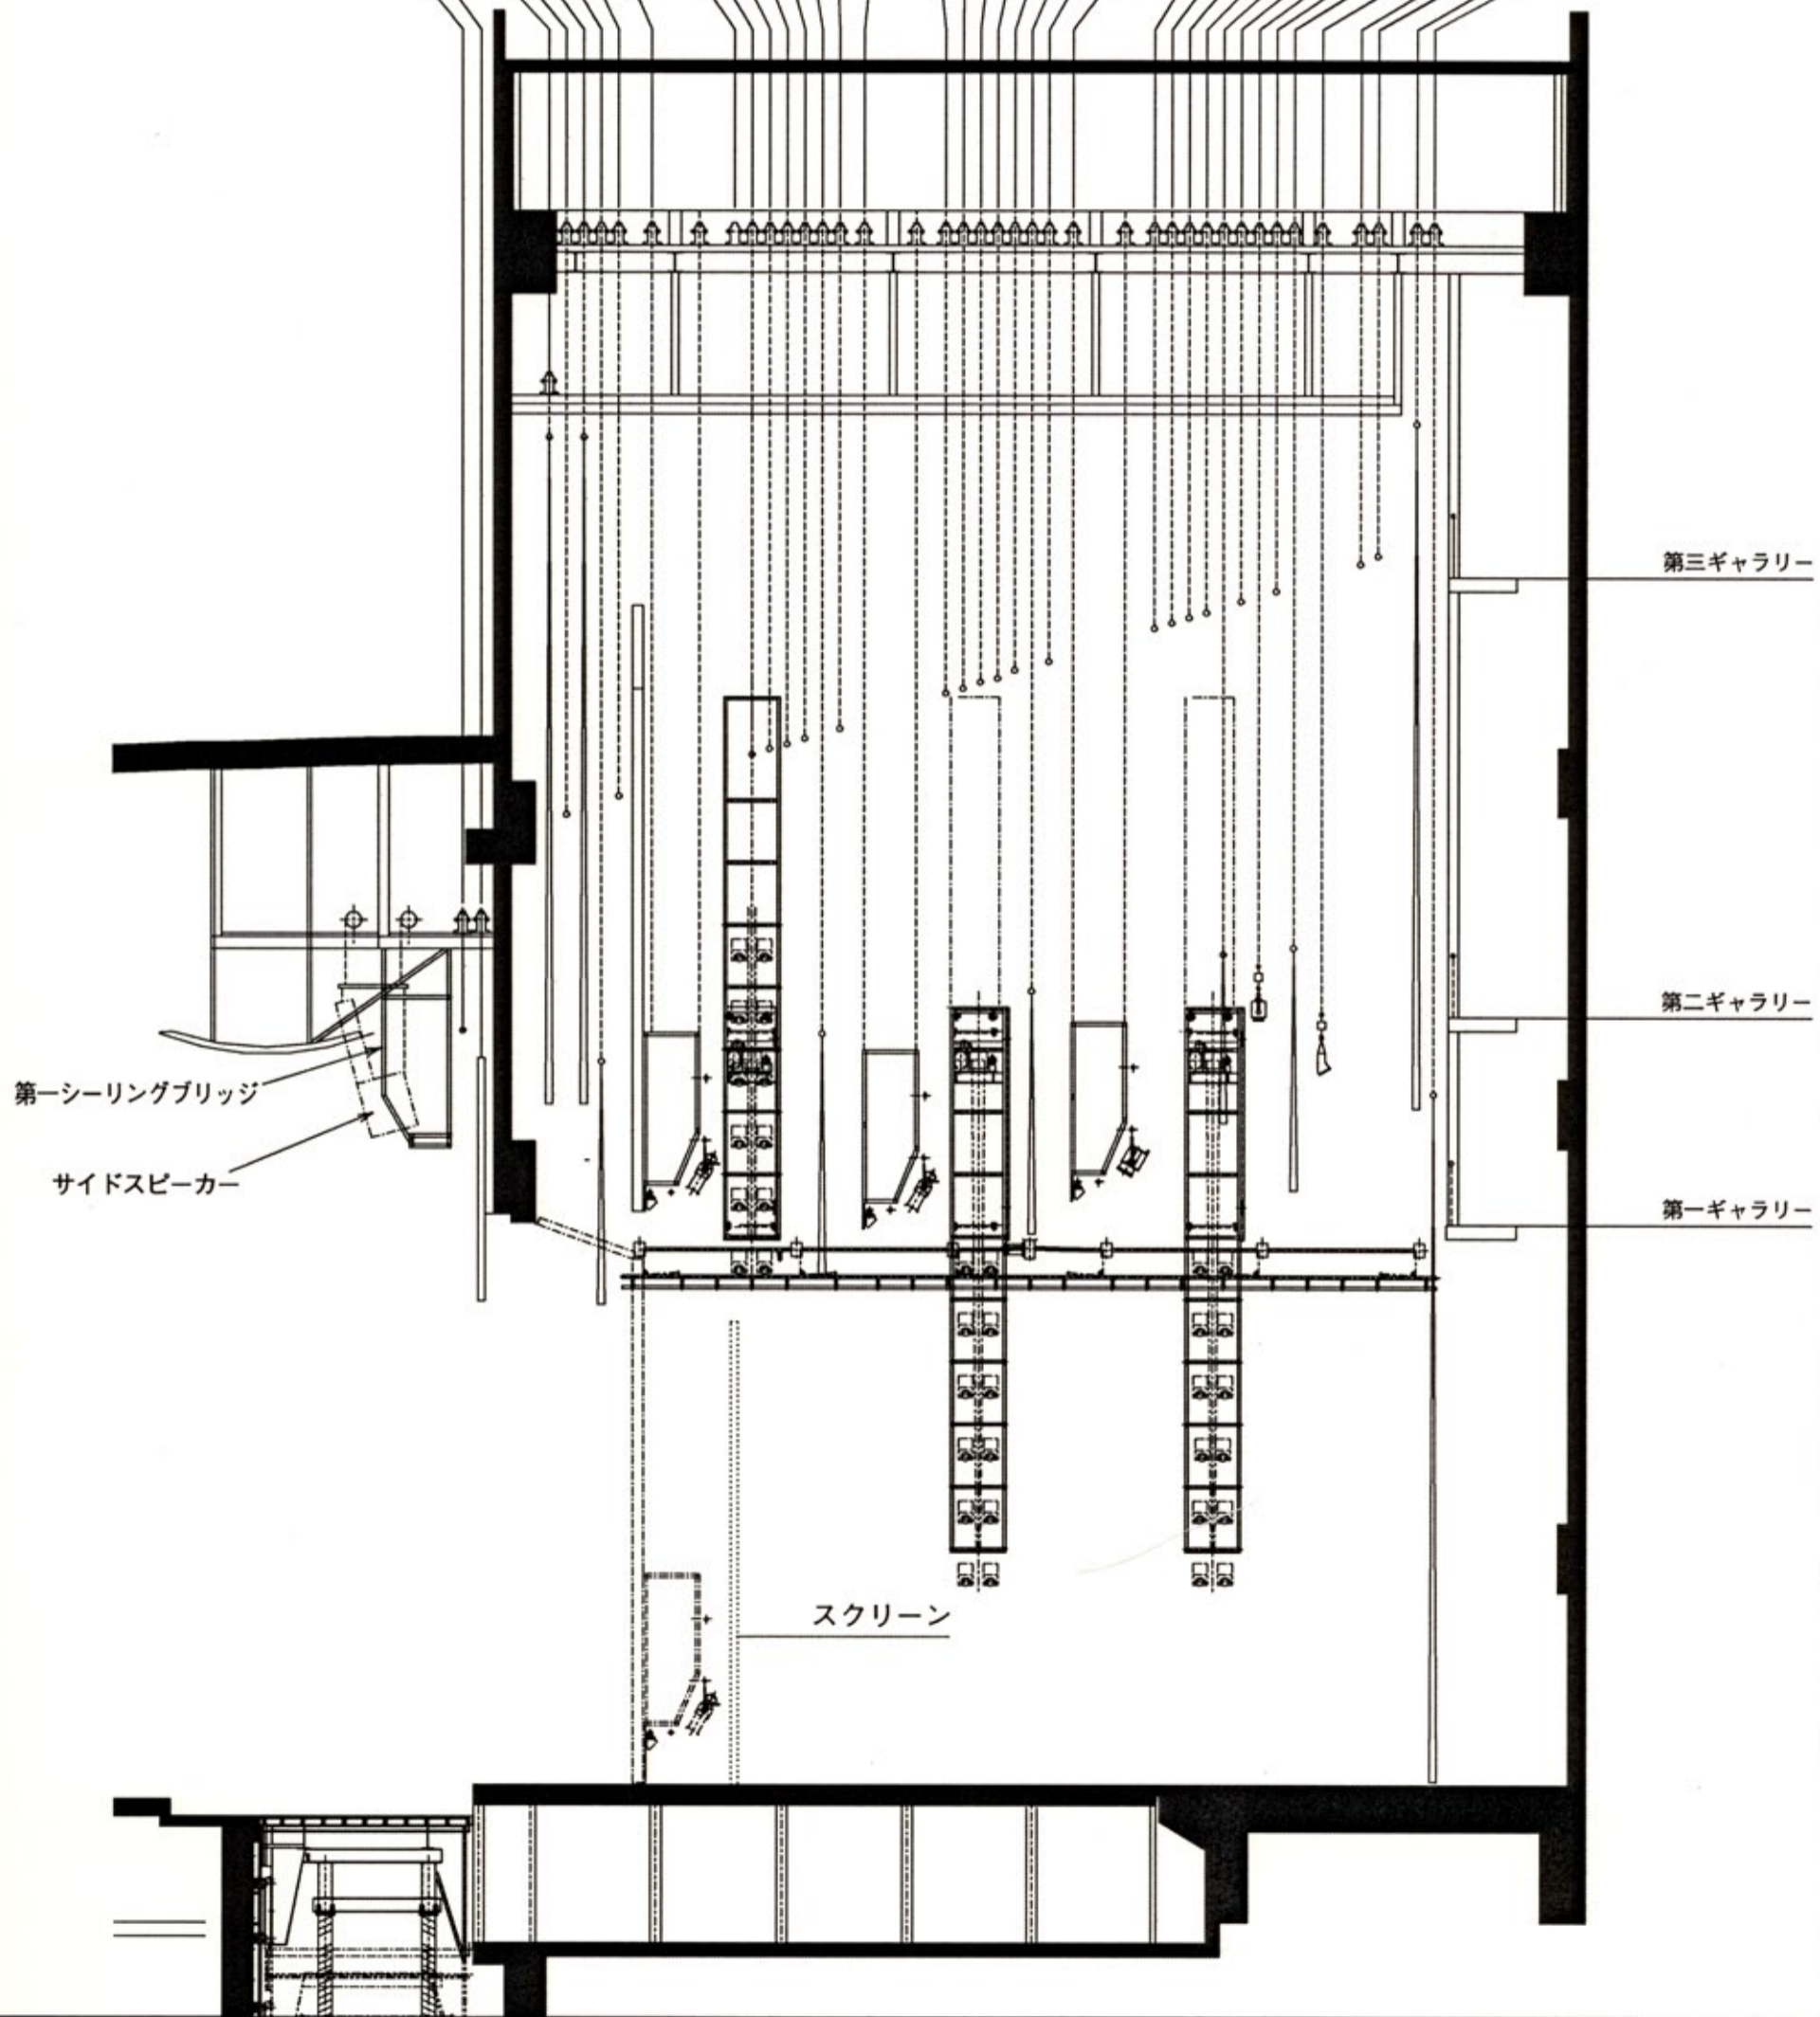 第三ギャラリー
第二ギャラリー
第一シーリングブリッジ
サイドスピーカー
第一ギャラリー
スクリーン